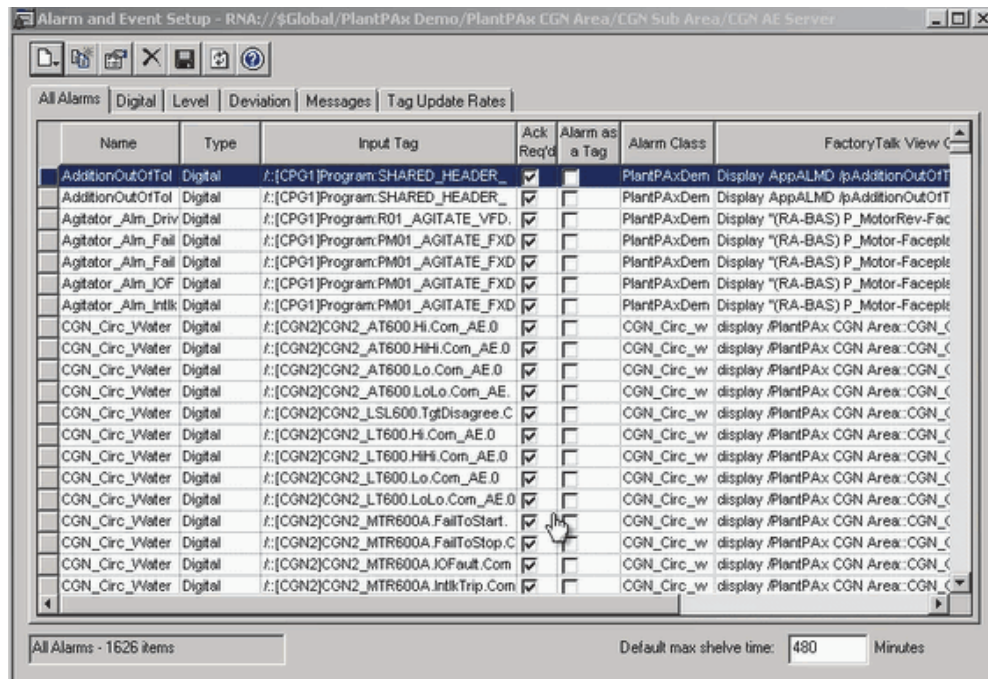 Alarm and Event Setup - RNA://$Global/PlantPAx Demo/PlantPAx CGN Area/CGN Sub Area/CGN AE Server
All Alarms Digital Level Deviation Messages Tag Update Rates
Name Type Input Tag Ack Req'd Alarm as a Tag Alarm Class FactoryTalk View C
AdditionOutOfTol Digital /::[CPG1]Program:SHARED_HEADER_ PlantPAxDem Display AppALMD /pAdditionOutOfT
AdditionOutOfTol Digital /::[CPG1]Program:SHARED_HEADER_ PlantPAxDem Display AppALMD /pAdditionOutOfT
Agitator_Alm_Driv Digital /::[CPG1]Program:R01_AGITATE_VFD. PlantPAxDem Display "(RA-BAS) P_MotorRev-Fac
Agitator_Alm_Fail Digital /::[CPG1]Program:PM01_AGITATE_FXD PlantPAxDem Display "(RA-BAS) P_Motor-Facepla
Agitator_Alm_Fail Digital /::[CPG1]Program:PM01_AGITATE_FXD PlantPAxDem Display "(RA-BAS) P_Motor-Facepla
Agitator_Alm_IOF Digital /::[CPG1]Program:PM01_AGITATE_FXD PlantPAxDem Display "(RA-BAS) P_Motor-Facepla
Agitator_Alm_Intlk Digital /::[CPG1]Program:PM01_AGITATE_FXD PlantPAxDem Display "(RA-BAS) P_Motor-Facepla
CGN_Circ_Water Digital /::[CGN2]CGN2_AT600.Hi.Com_AE.0 CGN_Circ_w display /PlantPAx CGN Area::CGN_C
CGN_Circ_Water Digital /::[CGN2]CGN2_AT600.HiHi.Com_AE.0 CGN_Circ_w display /PlantPAx CGN Area::CGN_C
CGN_Circ_Water Digital /::[CGN2]CGN2_AT600.Lo.Com_AE.0 CGN_Circ_w display /PlantPAx CGN Area::CGN_C
CGN_Circ_Water Digital /::[CGN2]CGN2_AT600.LoLo.Com_AE. CGN_Circ_w display /PlantPAx CGN Area::CGN_C
CGN_Circ_Water Digital /::[CGN2]CGN2_LSL600.TgtDisagree.C CGN_Circ_w display /PlantPAx CGN Area::CGN_C
CGN_Circ_Water Digital /::[CGN2]CGN2_LT600.Hi.Com_AE.0 CGN_Circ_w display /PlantPAx CGN Area::CGN_C
CGN_Circ_Water Digital /::[CGN2]CGN2_LT600.HiHi.Com_AE.0 CGN_Circ_w display /PlantPAx CGN Area::CGN_C
CGN_Circ_Water Digital /::[CGN2]CGN2_LT600.Lo.Com_AE.0 CGN_Circ_w display /PlantPAx CGN Area::CGN_C
CGN_Circ_Water Digital /::[CGN2]CGN2_LT600.LoLo.Com_AE.0 CGN_Circ_w display /PlantPAx CGN Area::CGN_C
CGN_Circ_Water Digital /::[CGN2]CGN2_MTR600A.FailToStart. CGN_Circ_w display /PlantPAx CGN Area::CGN_C
CGN_Circ_Water Digital /::[CGN2]CGN2_MTR600A.FailToStop.C CGN_Circ_w display /PlantPAx CGN Area::CGN_C
CGN_Circ_Water Digital /::[CGN2]CGN2_MTR600A.IOFault.Com CGN_Circ_w display /PlantPAx CGN Area::CGN_C
CGN_Circ_Water Digital /::[CGN2]CGN2_MTR600A.IntlkTrip.Com CGN_Circ_w display /PlantPAx CGN Area::CGN_C
All Alarms - 1626 items Default max shelve time: 480 Minutes